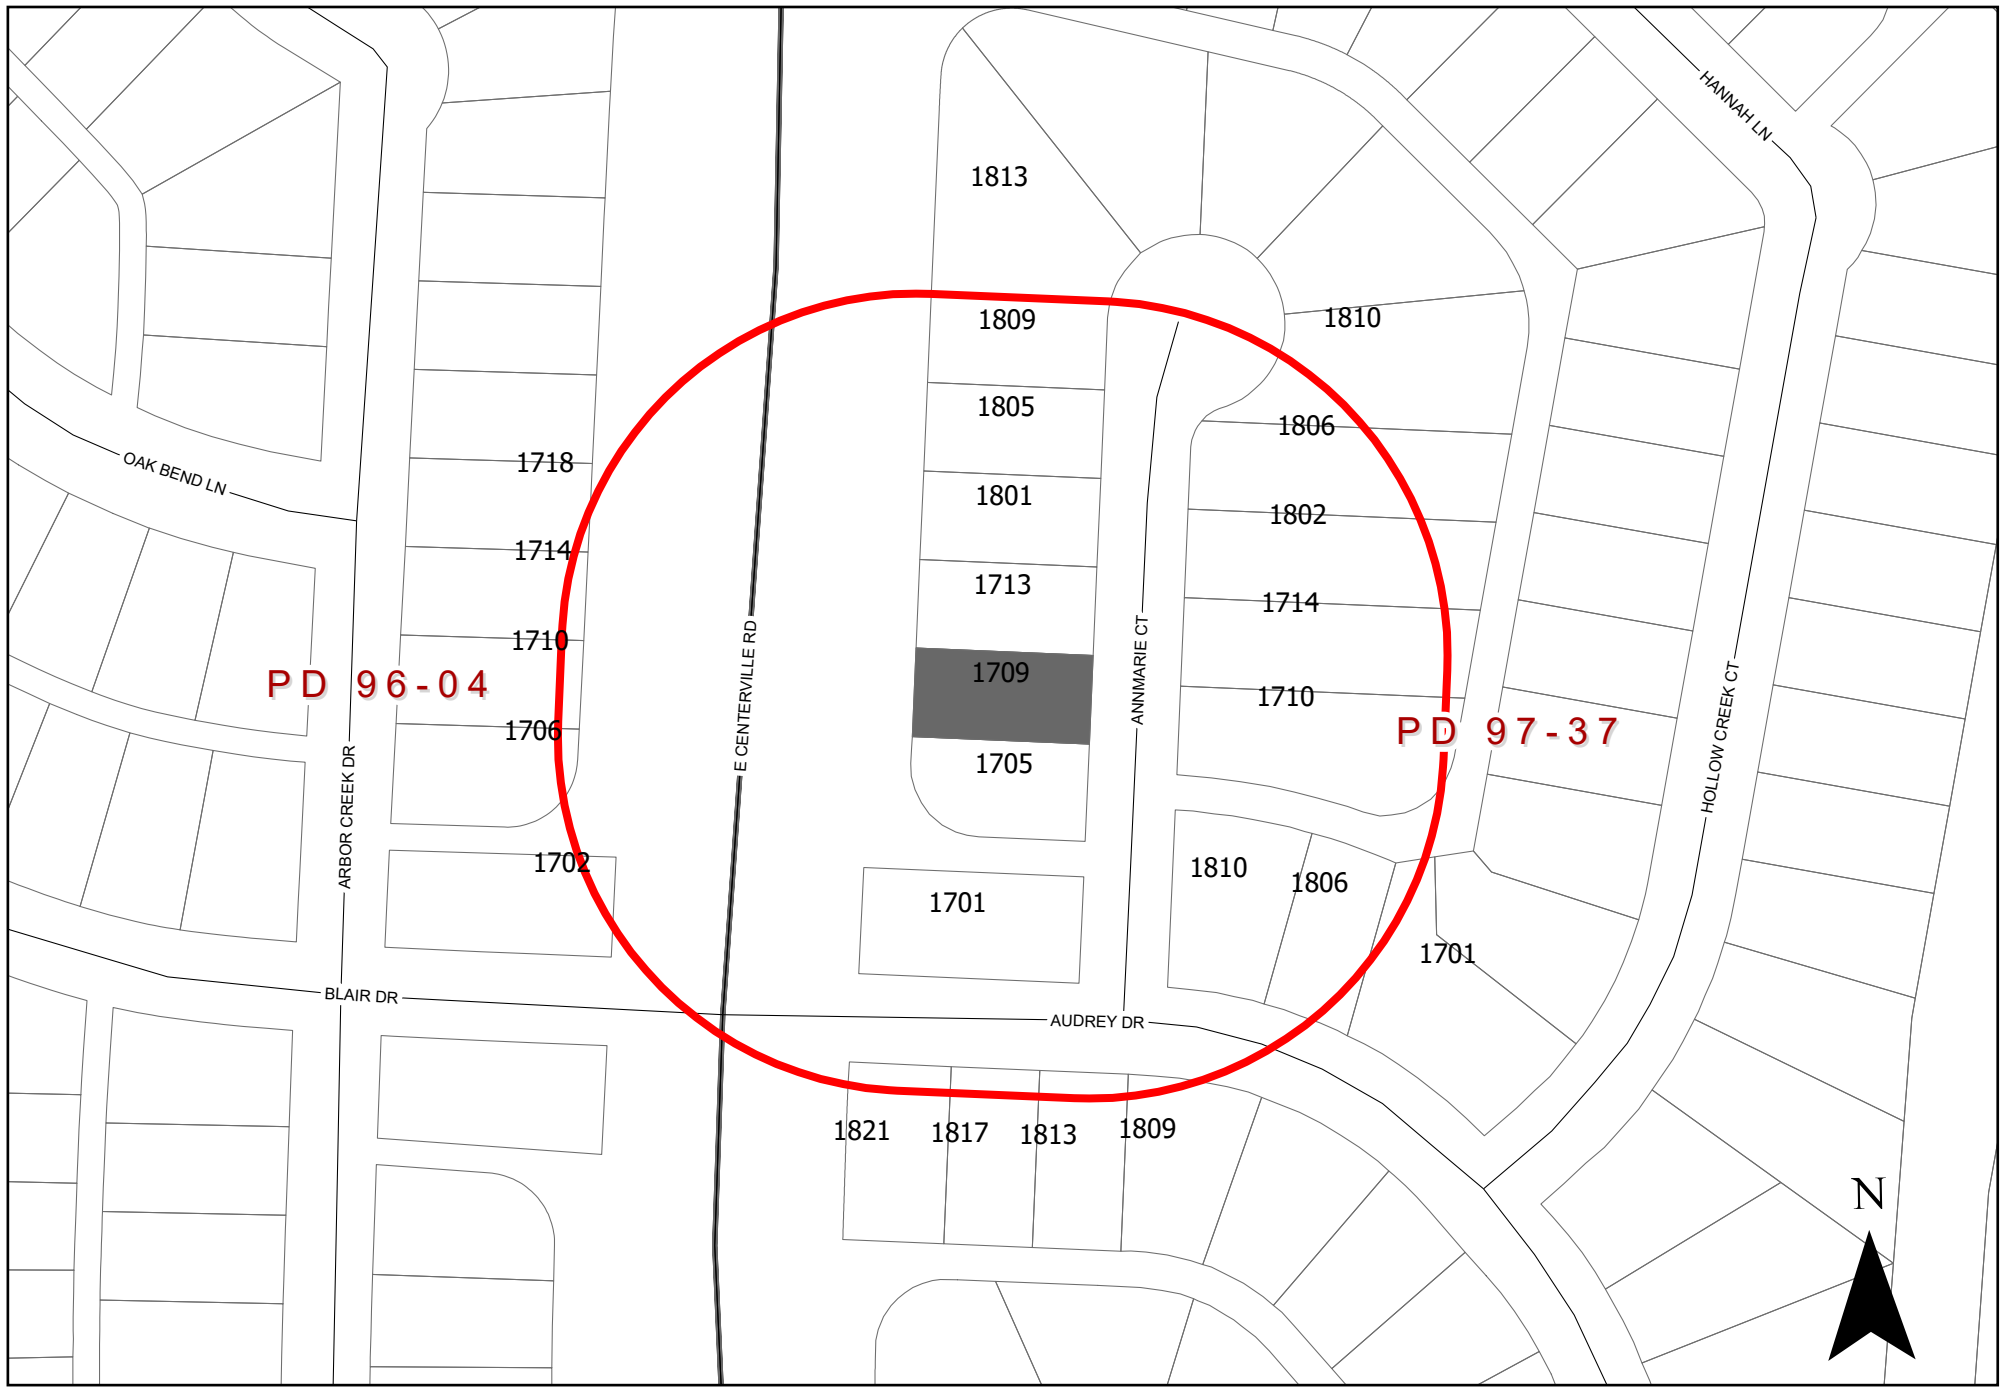 HANNAH LN
1813
1809
1810
1805
1806
OAK BEND LN
1718
1801
1802
1714
1713
1714
1710
E CENTERVILLE RD
1709
ANNMARIE CT
1710
PD 96-04
HOLLOW CREEK CT
1706
PD 97-37
1705
ARBOR CREEK DR
1702
1701
1810
1806
1701
BLAIR DR
AUDREY DR
1821
1817
1813
1809
N